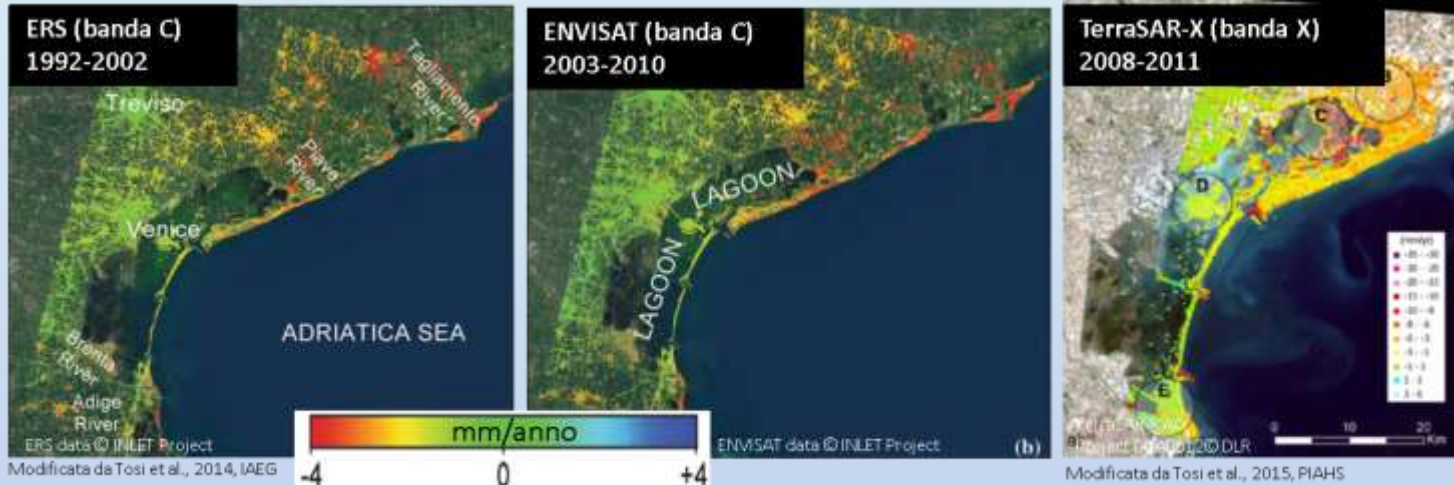 ERS (banda C)
1992-2002
Treviso
Tagliamento
River
Piave
River
Venice
ADRIATICA SEA
Brenta
River
Adige
River
ERS data © INLET Project
Modificata da Tosi et al., 2014, IAEG
ENVISAT (banda C)
2003-2010
LAGOON
LAGOON
ENVISAT data © INLET Project
(b)
mm/anno
-4
0
+4
TerraSAR-X (banda X)
2008-2011
C
D
E
0
10
20
Km
© DLR
Modificata da Tosi et al., 2015, PIAHS